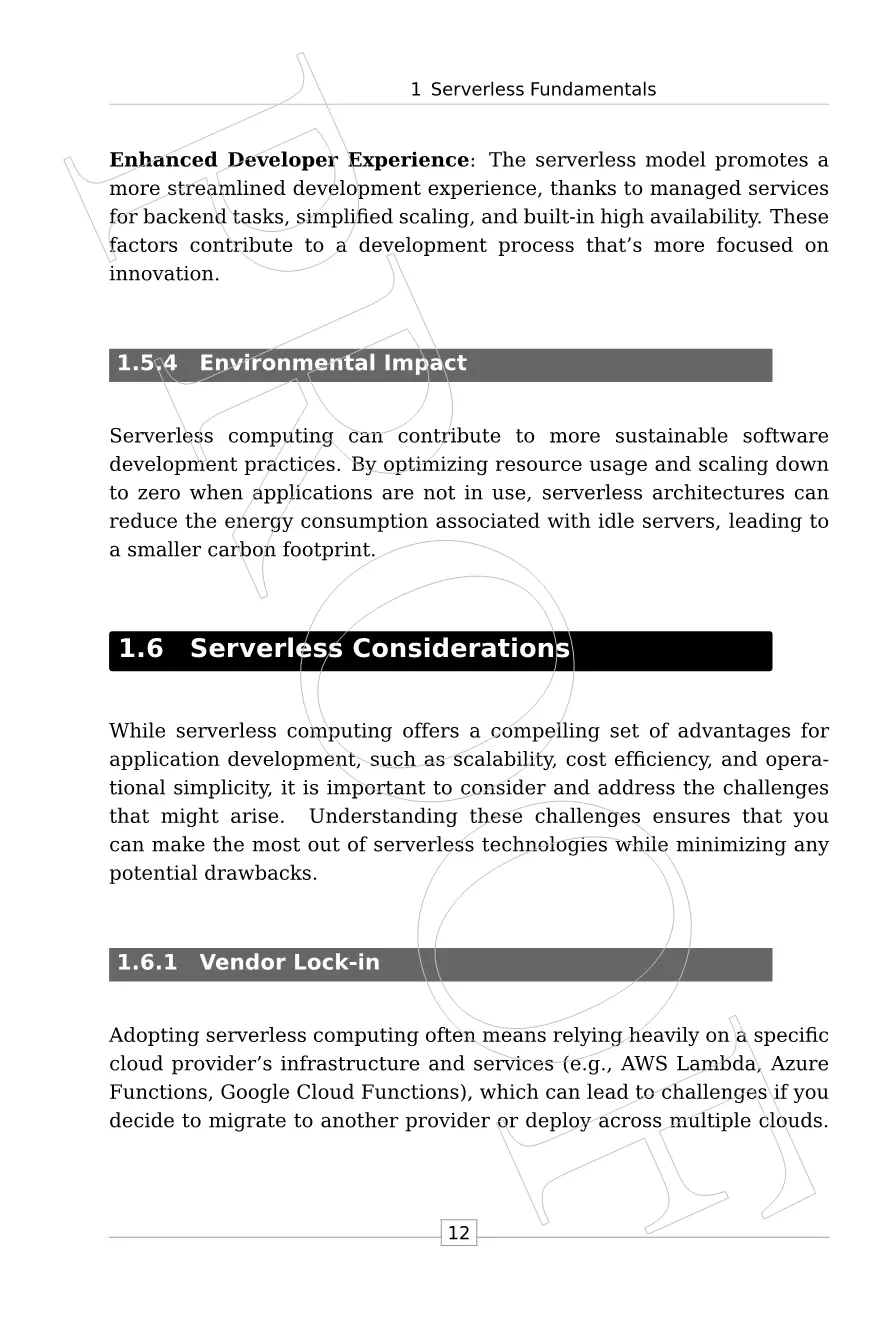 1 Serverless Fundamentals
Enhanced Developer Experience: The serverless model promotes a
more streamlined development experience, thanks to managed services
for backend tasks, simplified scaling, and built-in high availability. These
factors contribute to a development process that’s more focused on
innovation.
1.5.4 Environmental Impact
Serverless computing can contribute to more sustainable software
development practices. By optimizing resource usage and scaling down
to zero when applications are not in use, serverless architectures can
reduce the energy consumption associated with idle servers, leading to
a smaller carbon footprint.
1.6 Serverless Considerations
While serverless computing offers a compelling set of advantages for
application development, such as scalability, cost efficiency, and opera-
tional simplicity, it is important to consider and address the challenges
that might arise. Understanding these challenges ensures that you
can make the most out of serverless technologies while minimizing any
potential drawbacks.
1.6.1 Vendor Lock-in
Adopting serverless computing often means relying heavily on a specific
cloud provider’s infrastructure and services (e.g., AWS Lambda, Azure
Functions, Google Cloud Functions), which can lead to challenges if you
decide to migrate to another provider or deploy across multiple clouds.
12
PROOF